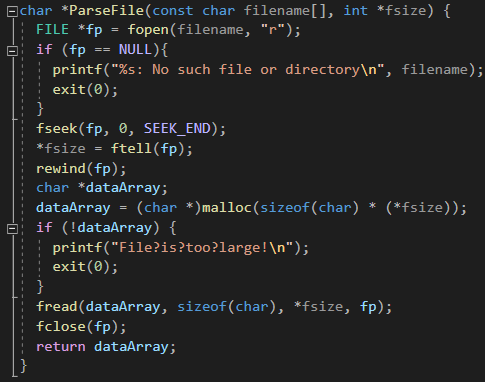 char *ParseFile(const char filename[], int *fsize) {
FILE *fp = fopen(filename, "r");
if (fp == NULL){
printf("%s: No such file or directory\n", filename);
exit(0);
}
fseek(fp, 0, SEEK_END);
*fsize = ftell(fp);
rewind(fp);
char *dataArray;
dataArray = (char *)malloc(sizeof(char) * (*fsize));
if (!dataArray) {
printf("File?is?too?large!\n");
exit(0);
}
fread(dataArray, sizeof(char), *fsize, fp);
fclose(fp);
return dataArray;
}